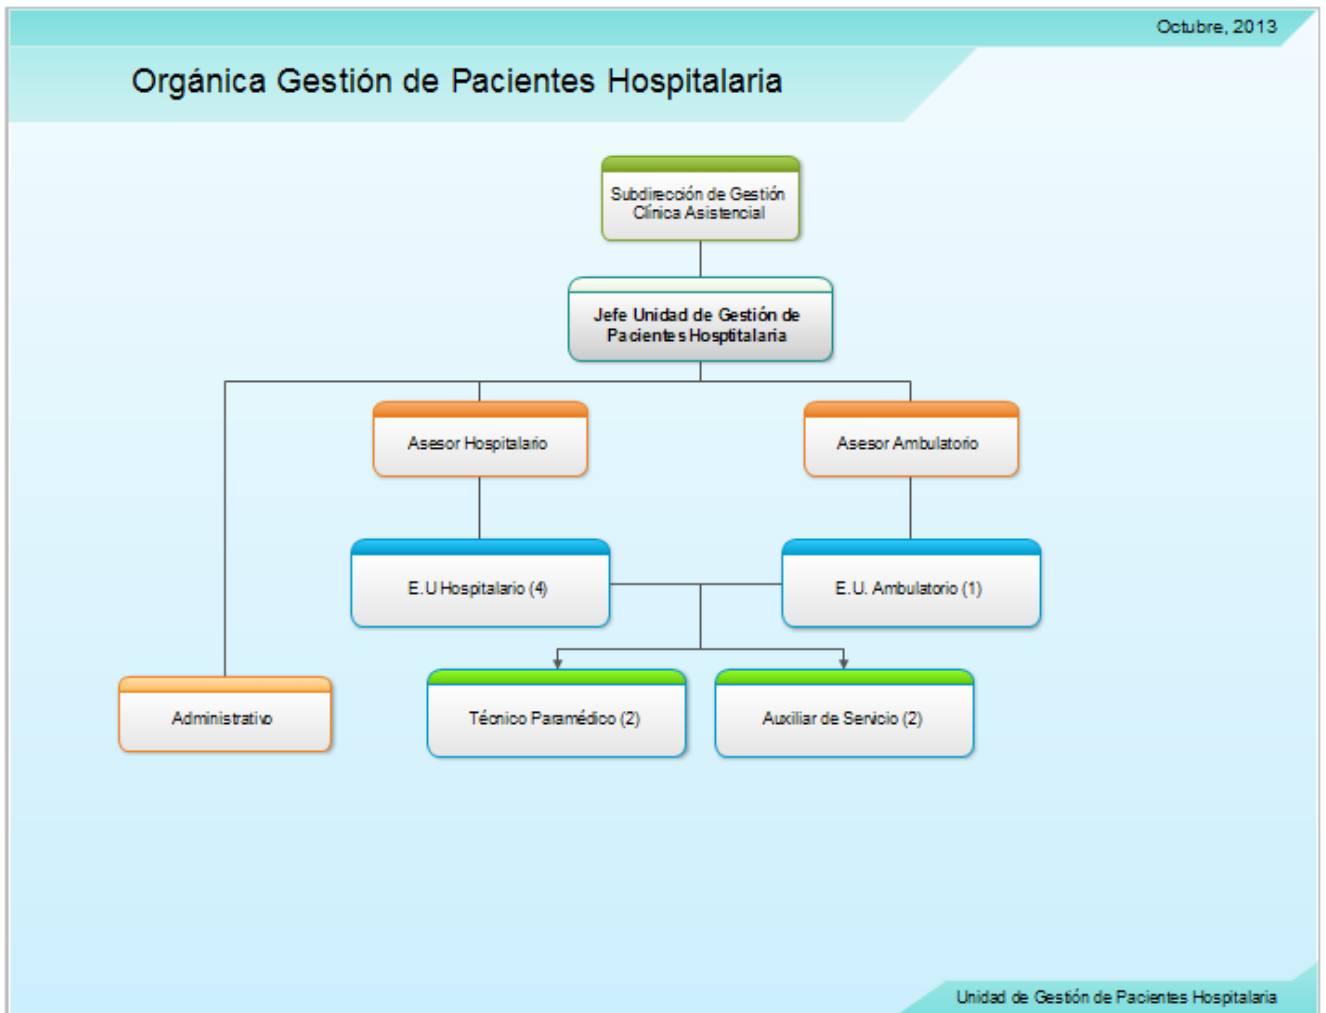 Octubre, 2013
Orgánica Gestión de Pacientes Hospitalaria
Subdirección de Gestión
Clínica Asistencial
Jefe Unidad de Gestión de
Pacientes Hosptitalaria
Asesor Hospitalario
Asesor Ambulatorio
E.U Hospitalario (4)
E.U. Ambulatorio (1)
Administrativo
Técnico Paramédico (2)
Auxiliar de Servicio (2)
Unidad de Gestión de Pacientes Hospitalaria